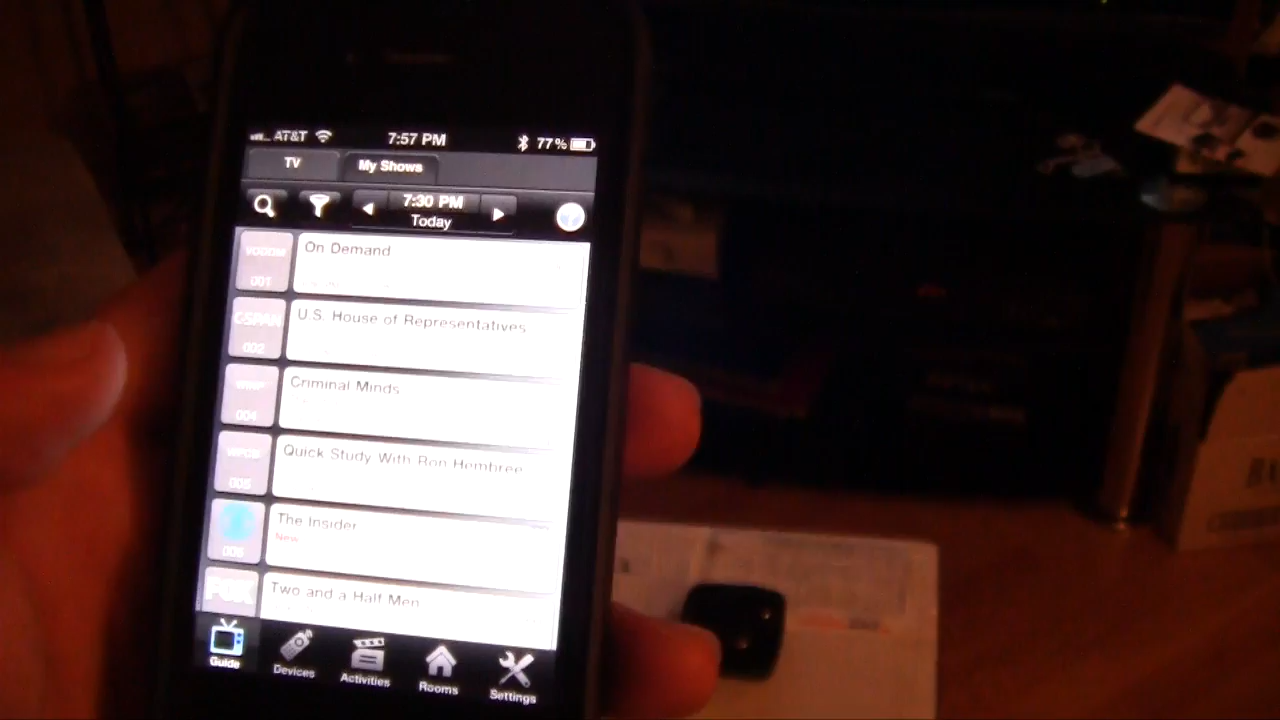 AT&T 7:57 PM 77%
TV My Shows
7:30 PM
Today
On Demand
001
C-SPAN U.S. House of Representatives
002
Criminal Minds
004
Quick Study With Ron Hembree
005
The Insider
New
006
FOX Two and a Half Men
Guide Devices Activities Rooms Settings